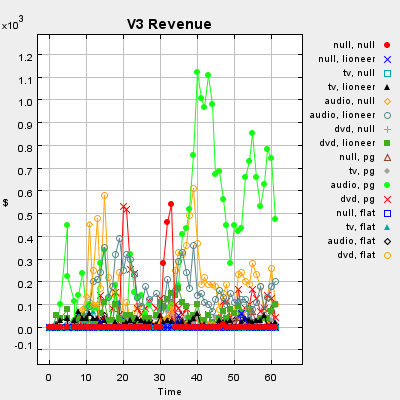 V3 Revenue
x10^3
1.2
1.1
1.0
0.9
0.8
0.7
0.6
0.5
0.4
0.3
0.2
0.1
0.0
-0.1
$
0
10
20
30
40
50
60
Time
null, null
null, lioneer
tv, null
tv, lioneer
audio, null
audio, lioneer
dvd, null
dvd, lioneer
null, pg
tv, pg
audio, pg
dvd, pg
null, flat
tv, flat
audio, flat
dvd, flat